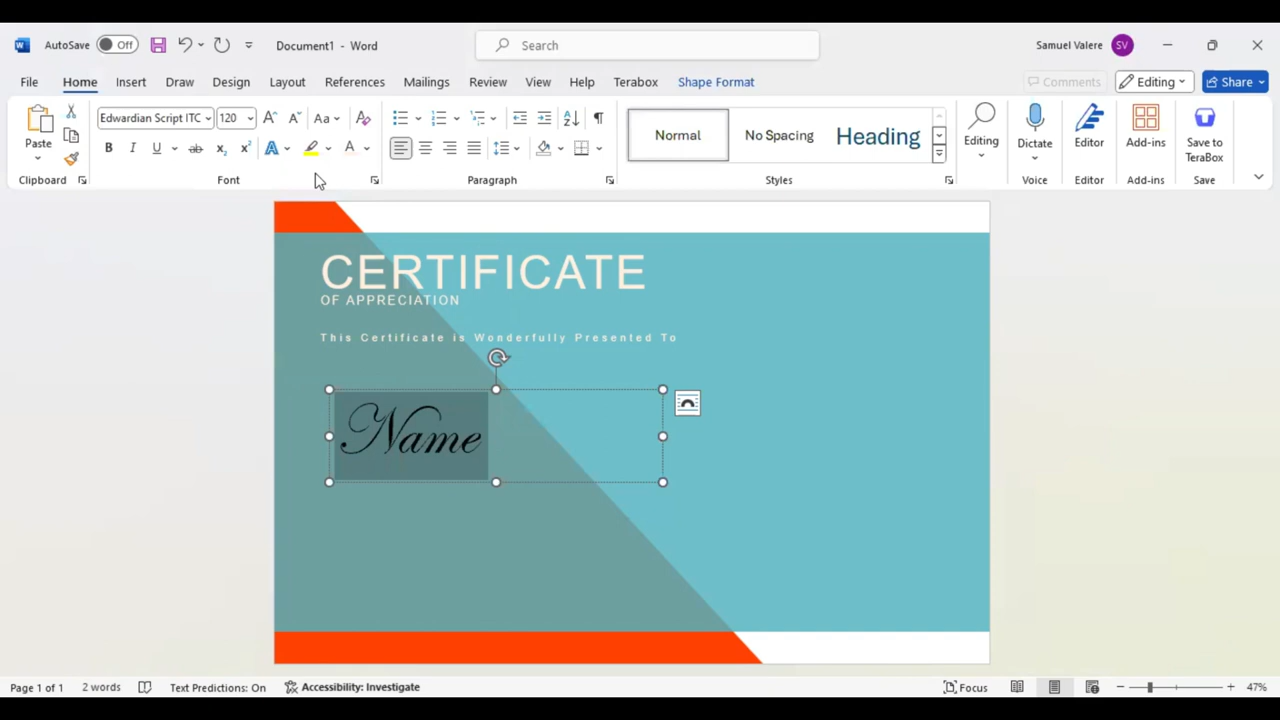 AutoSave Off Document1 - Word Search Samuel Valere SV
File Home Insert Draw Design Layout References Mailings Review View Help Terabox Shape Format Comments Editing Share
Paste Edwardian Script ITC 120 Aa Normal No Spacing Heading Editing Dictate Editor Add-ins Save to TeraBox
Clipboard Font Paragraph Styles Voice Editor Add-ins Save
CERTIFICATE
OF APPRECIATION
This Certificate is Wonderfully Presented To
Name
Page 1 of 1 2 words Text Predictions: On Accessibility: Investigate Focus 47%